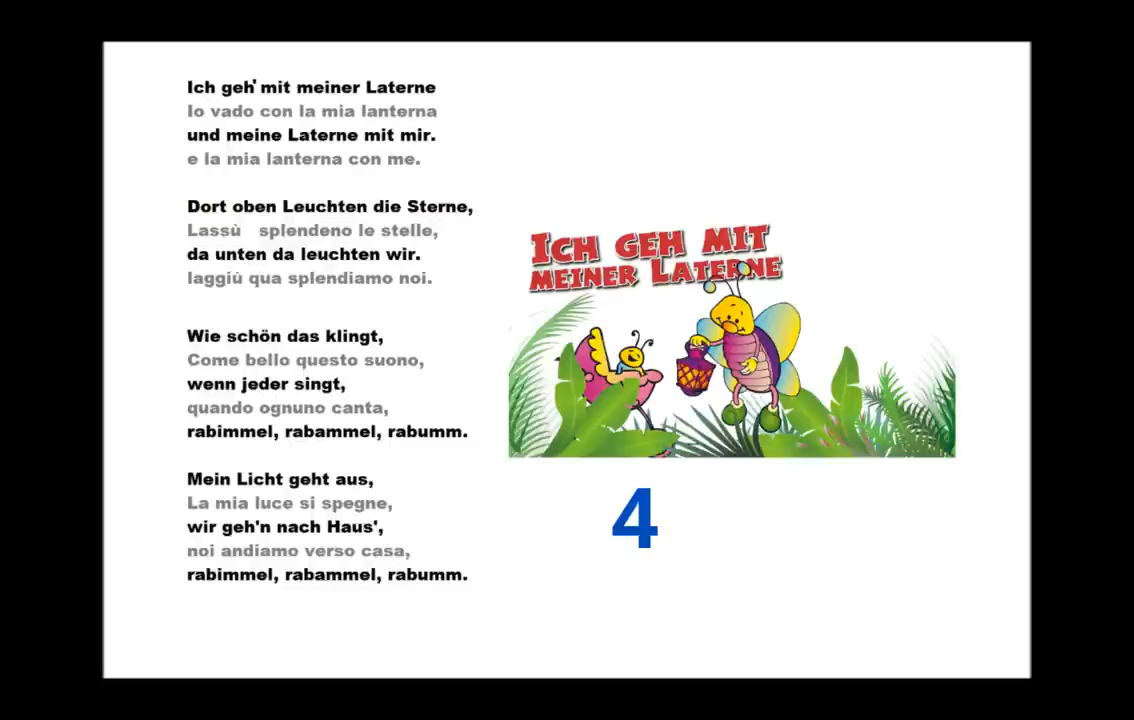 Ich geh' mit meiner Laterne
Io vado con la mia lanterna
und meine Laterne mit mir.
e la mia lanterna con me.
Dort oben Leuchten die Sterne,
Lassù splendeno le stelle,
da unten da leuchten wir.
laggiù qua splendiamo noi.
Wie schön das klingt,
Come bello questo suono,
wenn jeder singt,
quando ognuno canta,
rabimmel, rabammel, rabumm.
Mein Licht geht aus,
La mia luce si spegne,
wir geh'n nach Haus',
noi andiamo verso casa,
rabimmel, rabammel, rabumm.
ICH GEH MIT
MEINER LATERNE
4